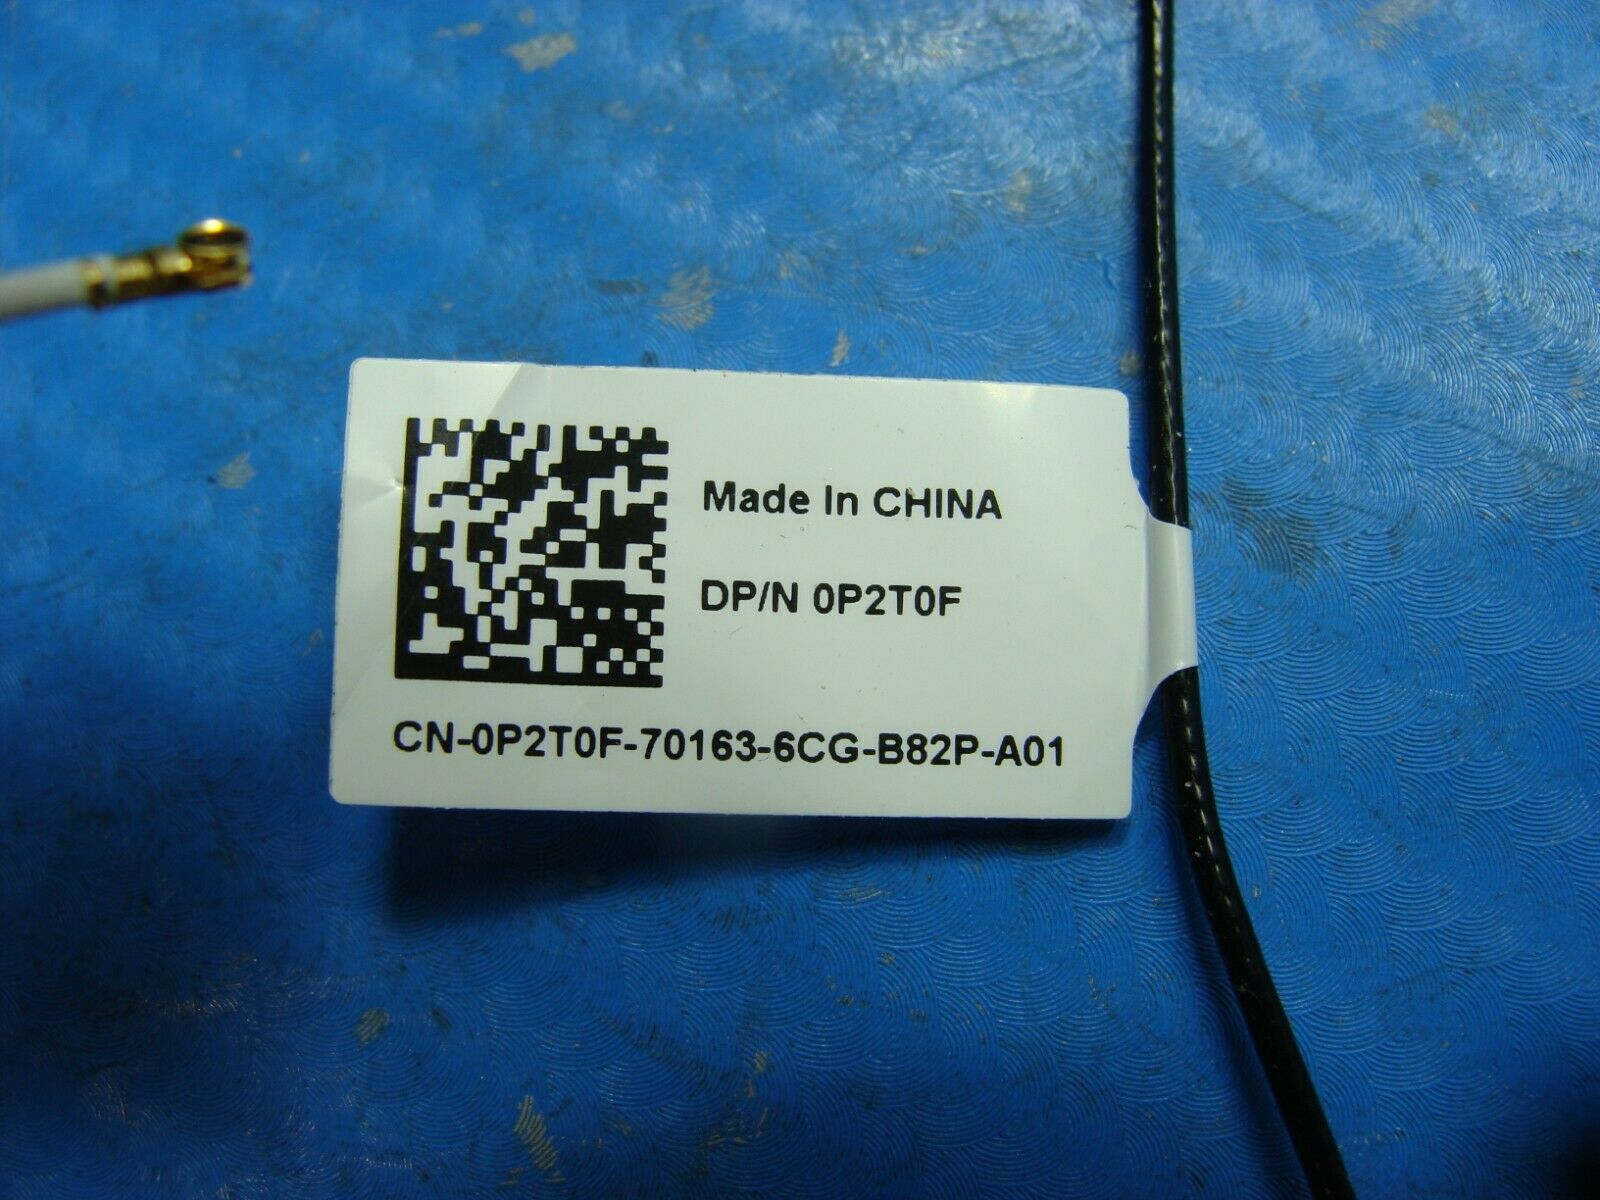 Made In CHINA
DP/N 0P2T0F
CN-0P2T0F-70163-6CG-B82P-A01